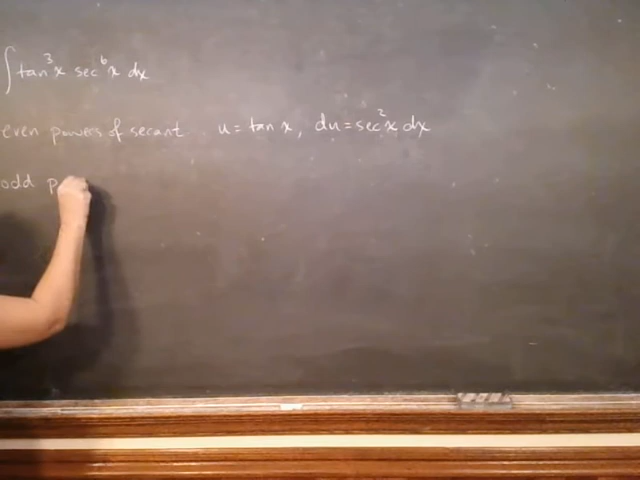 ∫ tan³x sec⁶x dx
even powers of secant u = tan x, du = sec²x dx
odd p